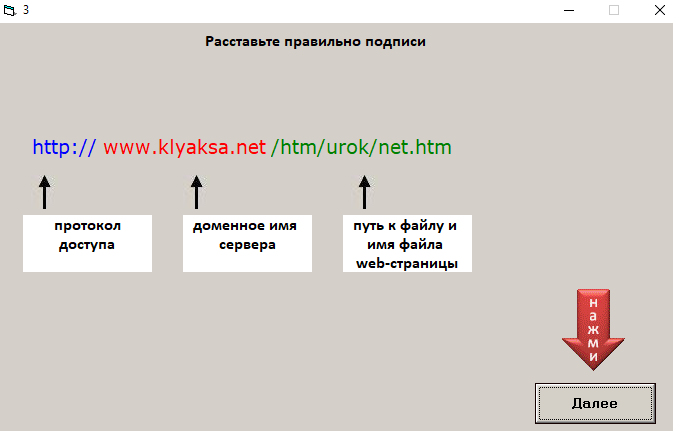 3
Расставьте правильно подписи
http:// www.klyaksa.net /htm/urok/net.htm
протокол
доступа
доменное имя
сервера
путь к файлу и
имя файла
web-страницы
нажми
Далее